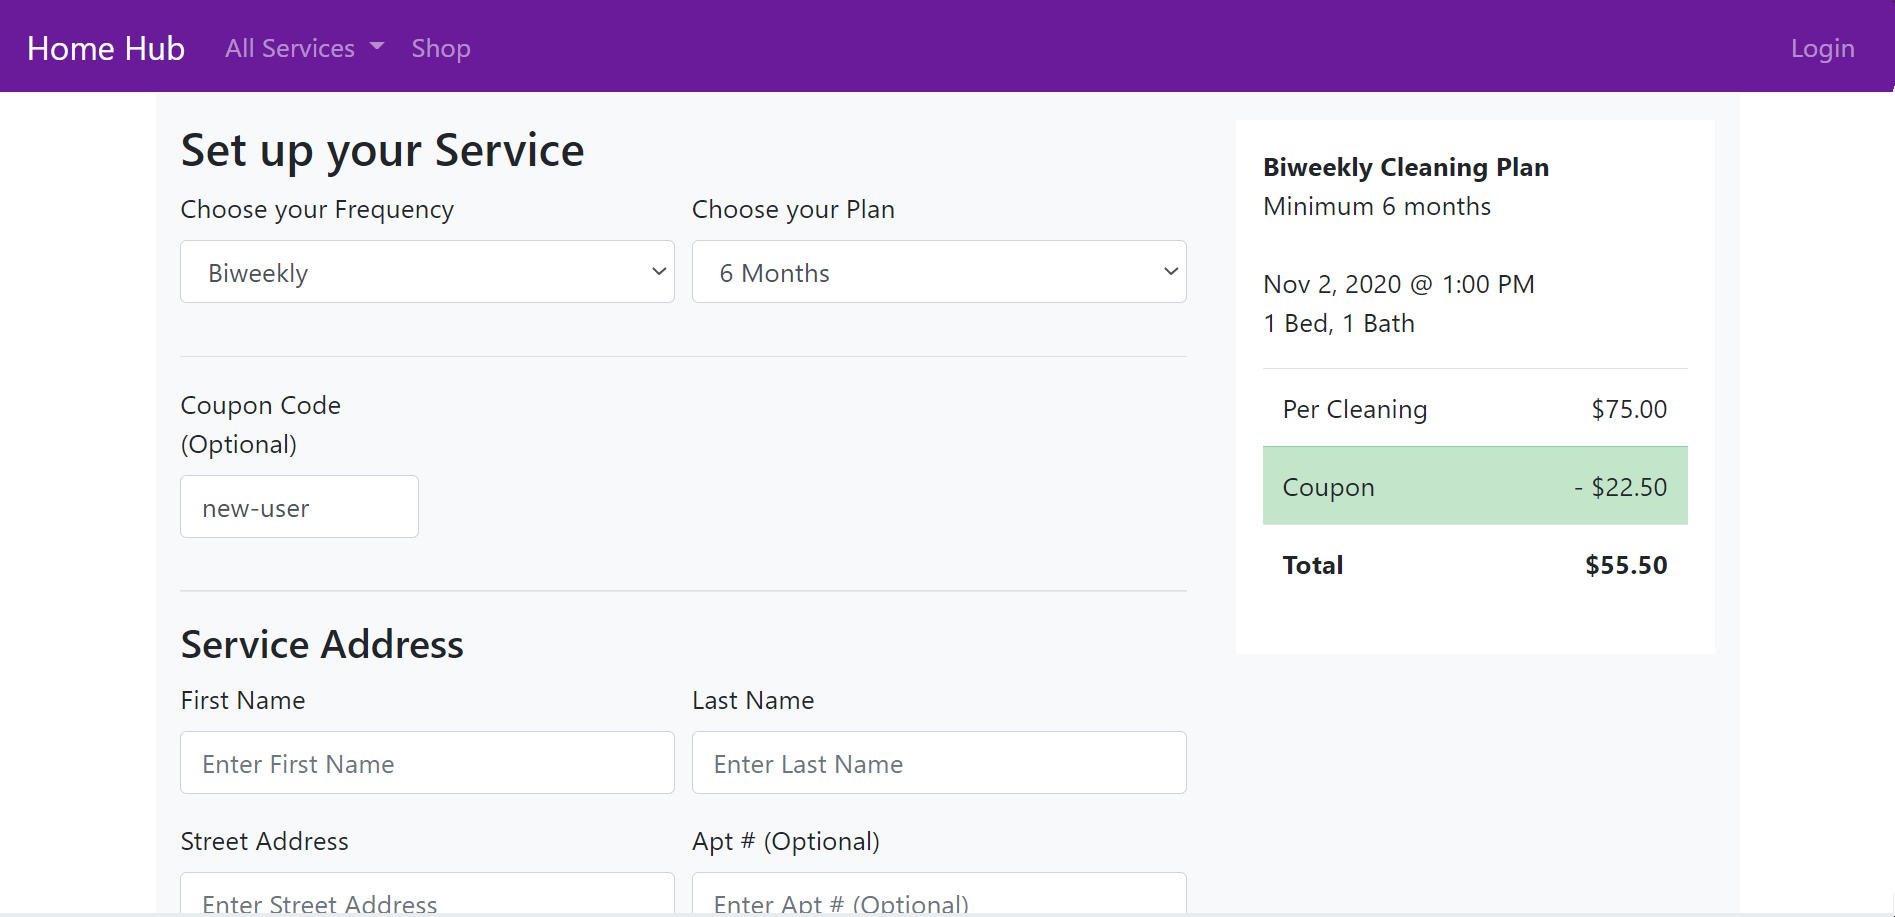 Home Hub All Services Shop Login
Set up your Service
Choose your Frequency Choose your Plan
Biweekly 6 Months
Coupon Code
(Optional)
new-user
Service Address
First Name Last Name
Enter First Name Enter Last Name
Street Address Apt # (Optional)
Enter Street Address Enter Apt # (Optional)
Biweekly Cleaning Plan
Minimum 6 months
Nov 2, 2020 @ 1:00 PM
1 Bed, 1 Bath
Per Cleaning $75.00
Coupon - $22.50
Total $55.50